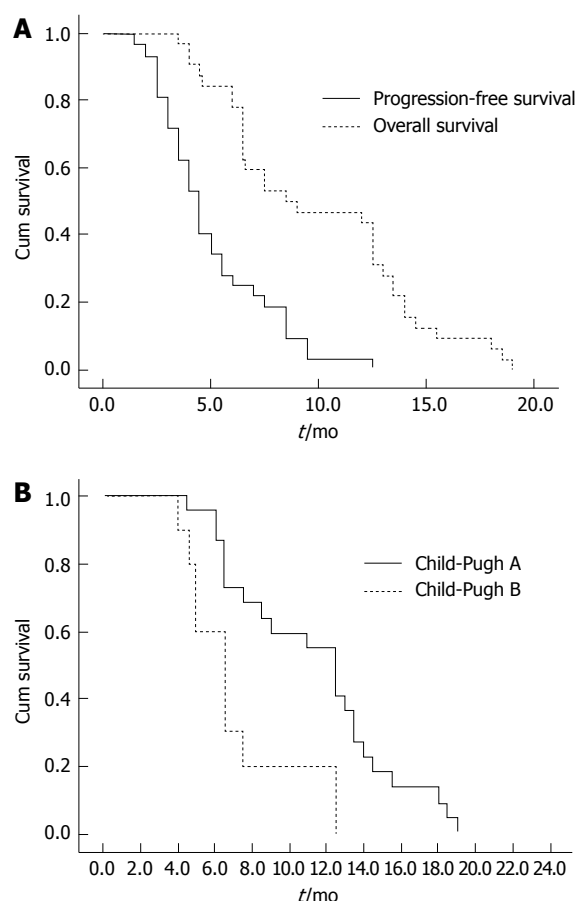 A
1.0
0.8
0.6
0.4
0.2
0.0
Cum survival
Progression-free survival
Overall survival
0.0 5.0 10.0 15.0 20.0
t/mo
B
1.0
0.8
0.6
0.4
0.2
0.0
Cum survival
Child-Pugh A
Child-Pugh B
0.0 2.0 4.0 6.0 8.0 10.0 12.0 14.0 16.0 18.0 19.0 20.0 22.0 24.0
t/mo